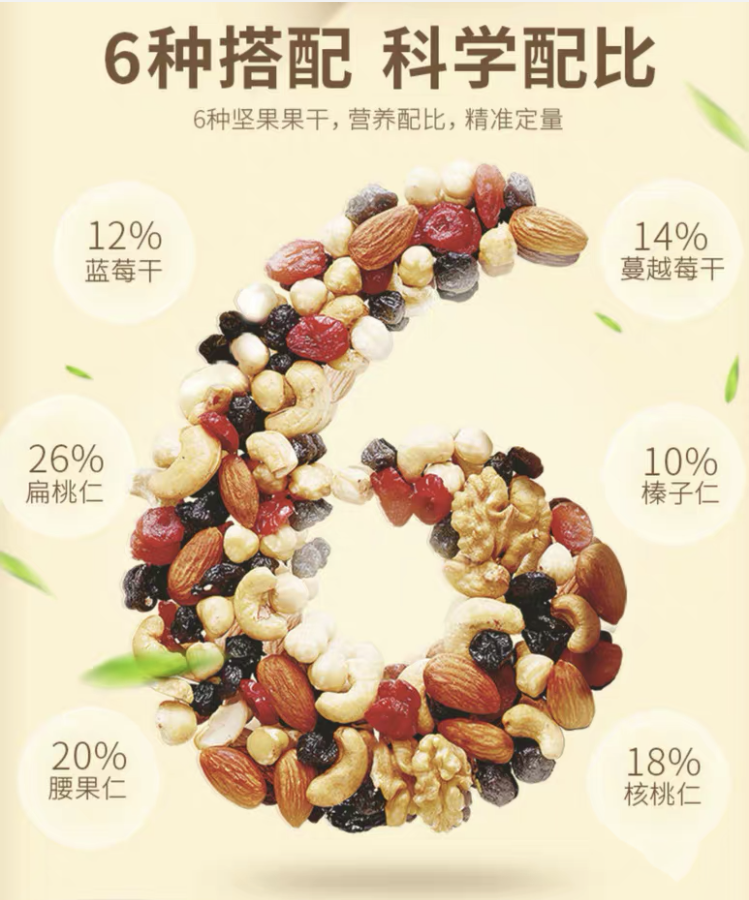 6种搭配 科学配比
6种坚果果干，营养配比，精准定量
12%
蓝莓干
14%
蔓越莓干
26%
扁桃仁
10%
榛子仁
20%
腰果仁
18%
核桃仁